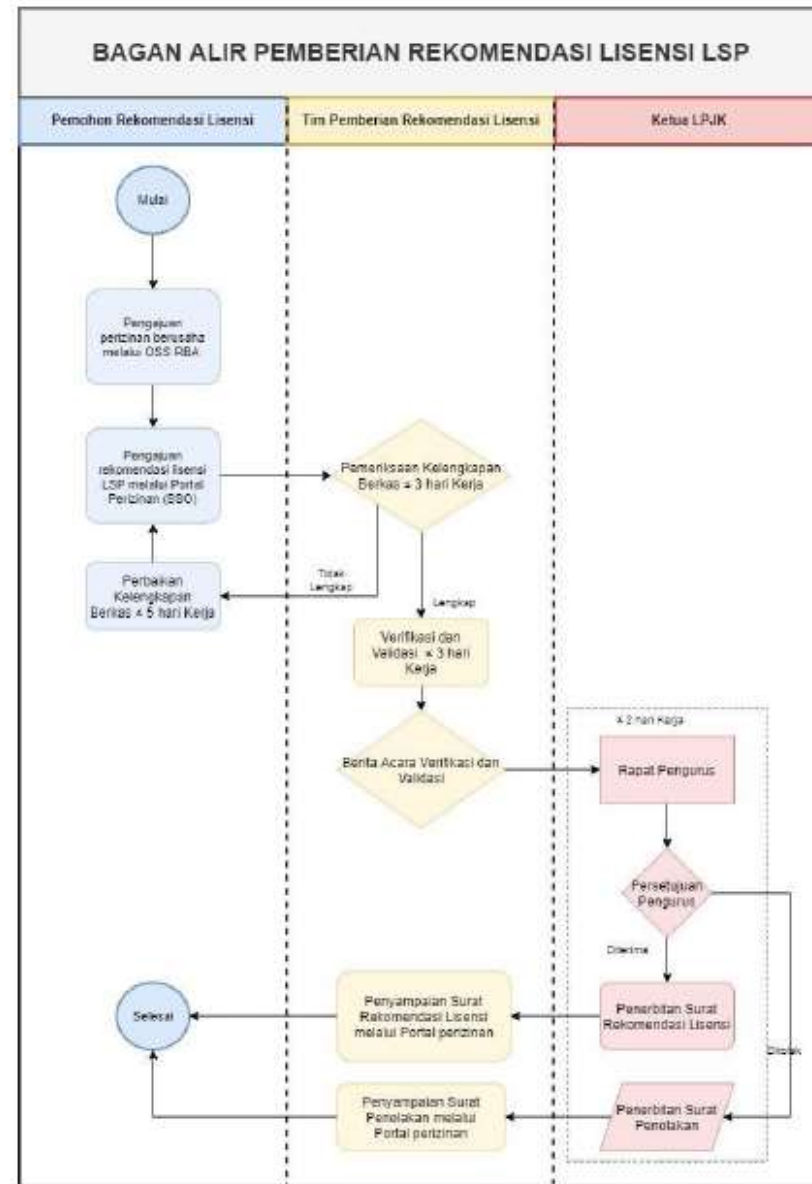 BAGAN ALIR PEMBERIAN REKOMENDASI LISENSI LSP
Pemohon Rekomendasi Lisensi
Tim Pemberian Rekomendasi Lisensi
Ketua LPJK
Mulai
Pengajuan
perizinan berusaha
melalui OSS RBA
Pengajuan
rekomendasi lisensi
LSP melalui Portal
Perizinan (SSO)
Pemeriksaan Kelengkapan
Berkas ≤ 3 hari Kerja
Tidak
Lengkap
Perbaikan
Kelengkapan
Berkas ≤ 5 hari Kerja
Lengkap
Verifikasi dan
Validasi ≤ 3 hari
Kerja
Berita Acara Verifikasi dan
Validasi
≤ 2 hari Kerja
Rapat Pengurus
Persetujuan
Pengurus
Diterima
Ditolak
Penerbitan Surat
Rekomendasi Lisensi
Penyampaian Surat
Rekomendasi Lisensi
melalui Portal perizinan
Selesai
Penerbitan Surat
Penolakan
Penyampaian Surat
Penolakan melalui
Portal perizinan